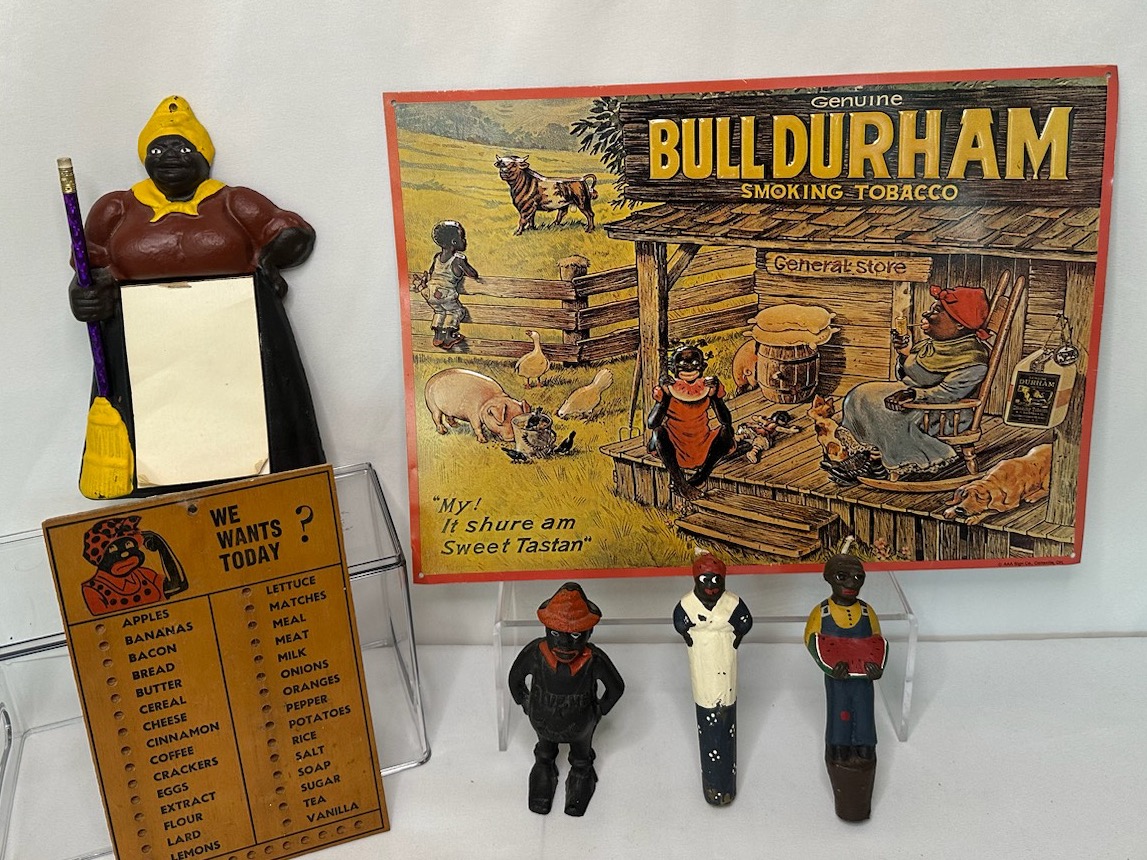 Genuine
BULL DURHAM
SMOKING TOBACCO
General store
DURHAM
"My!
It shure am
Sweet Tastan"
WE
WANTS
TODAY ?
APPLES
BANANAS
BACON
BREAD
BUTTER
CEREAL
CHEESE
CINNAMON
COFFEE
CRACKERS
EGGS
EXTRACT
FLOUR
LARD
LEMONS
LETTUCE
MATCHES
MEAL
MEAT
MILK
ONIONS
ORANGES
PEPPER
POTATOES
RICE
SALT
SOAP
SUGAR
TEA
VANILLA